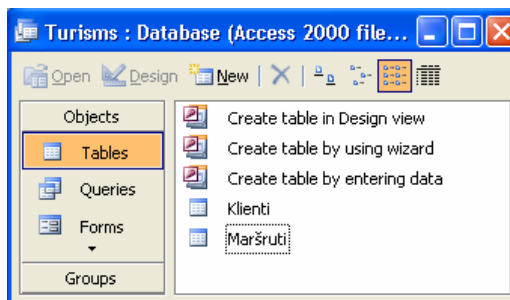 Turisms : Database (Access 2000 file...
Open Design New
Objects
Tables
Queries
Forms
Groups
Create table in Design view
Create table by using wizard
Create table by entering data
Klienti
Maršruti